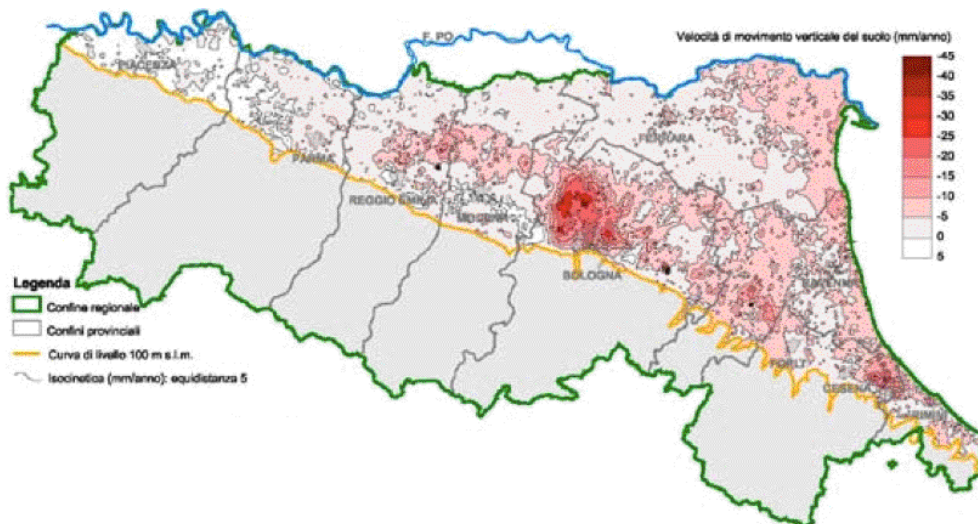 F. PO
Velocità di movimento verticale del suolo (mm/anno)
-45
-40
-35
-30
-25
-20
-15
-10
-5
0
5
PIACENZA
PARMA
REGGIO EMILIA
MODENA
FERRARA
BOLOGNA
RAVENNA
FORLI'
CESENA
RIMINI
Legenda
Confine regionale
Confini provinciali
Curva di livello 100 m s.l.m.
Isocinetica (mm/anno): equidistanza 5